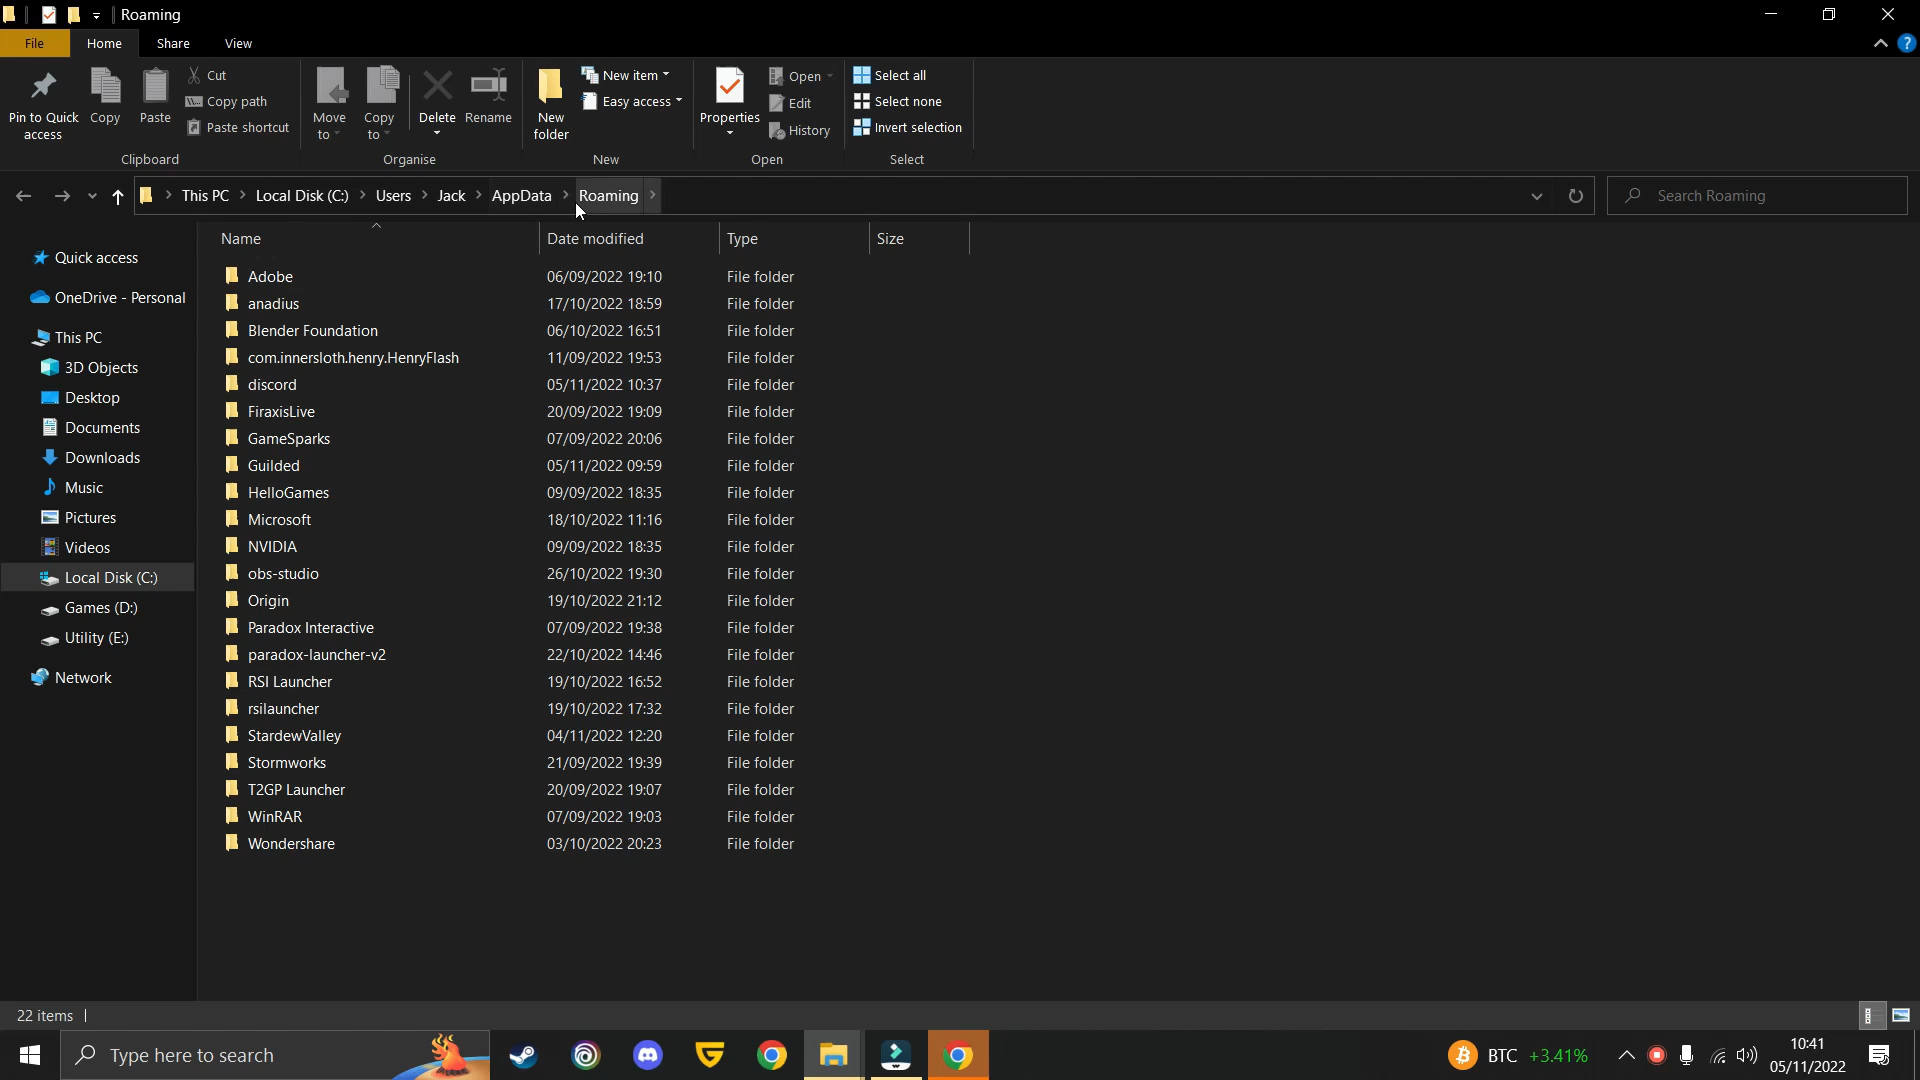 Roaming
File Home Share View
Pin to Quick access
Copy
Paste
Cut
Copy path
Paste shortcut
Clipboard
Move to
Copy to
Delete
Rename
Organise
New folder
New item
Easy access
New
Properties
Open
Edit
History
Open
Select all
Select none
Invert selection
Select
This PC Local Disk (C:) Users Jack AppData Roaming
Search Roaming
Quick access
OneDrive - Personal
This PC
3D Objects
Desktop
Documents
Downloads
Music
Pictures
Videos
Local Disk (C:)
Games (D:)
Utility (E:)
Network
Name Date modified Type Size
Adobe 06/09/2022 19:10 File folder
anadius 17/10/2022 18:59 File folder
Blender Foundation 06/10/2022 16:51 File folder
com.innersloth.henry.HenryFlash 11/09/2022 19:53 File folder
discord 05/11/2022 10:37 File folder
FiraxisLive 20/09/2022 19:09 File folder
GameSparks 07/09/2022 20:06 File folder
Guilded 05/11/2022 09:59 File folder
HelloGames 09/09/2022 18:35 File folder
Microsoft 18/10/2022 11:16 File folder
NVIDIA 09/09/2022 18:35 File folder
obs-studio 26/10/2022 19:30 File folder
Origin 19/10/2022 21:12 File folder
Paradox Interactive 07/09/2022 19:38 File folder
paradox-launcher-v2 22/10/2022 14:46 File folder
RSI Launcher 19/10/2022 16:52 File folder
rsilauncher 19/10/2022 17:32 File folder
StardewValley 04/11/2022 12:20 File folder
Stormworks 21/09/2022 19:39 File folder
T2GP Launcher 20/09/2022 19:07 File folder
WinRAR 07/09/2022 19:03 File folder
Wondershare 03/10/2022 20:23 File folder
22 items
Type here to search
BTC +3.41%
10:41
05/11/2022